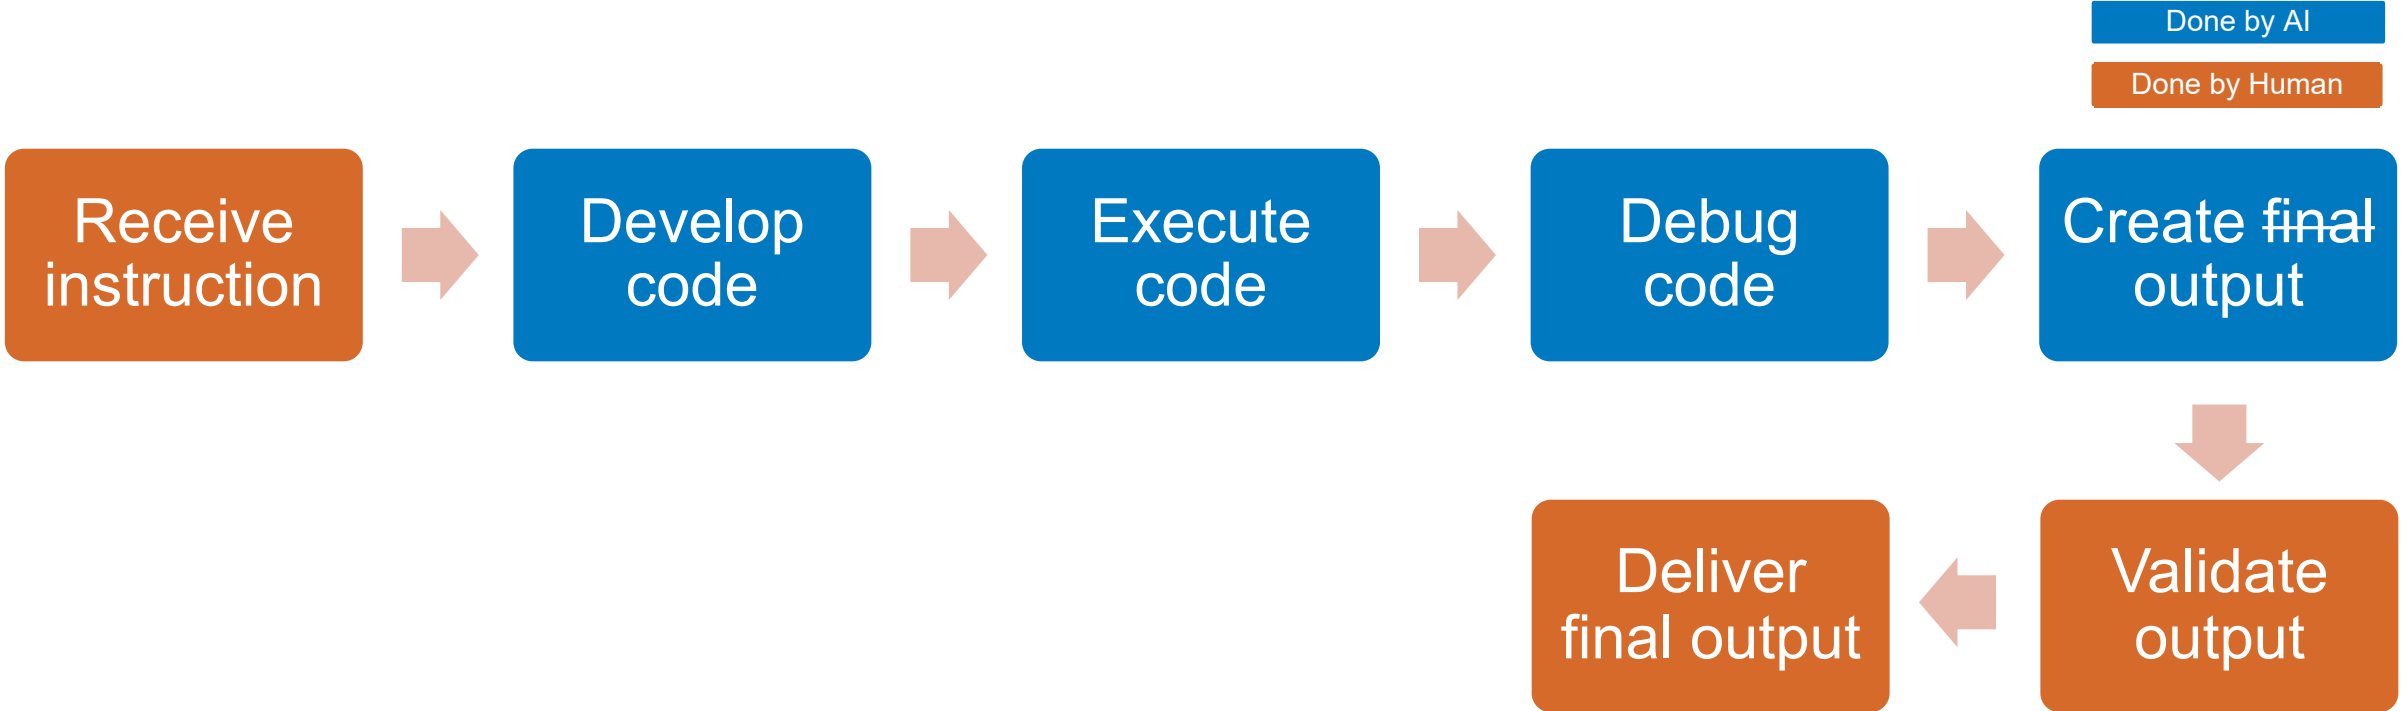 Done by AI
Done by Human
Receive
instruction
Develop
code
Execute
code
Debug
code
Create final
output
Deliver
final output
Validate
output